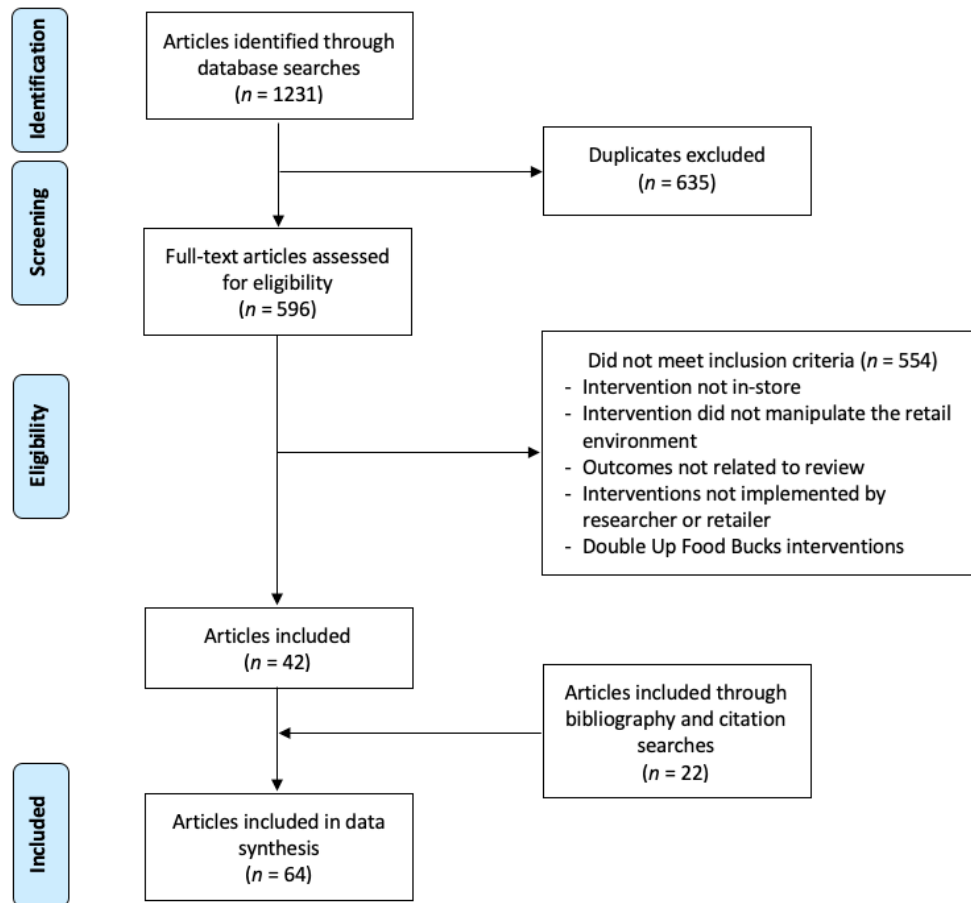 Identification
Articles identified through
database searches
(n = 1231)
Duplicates excluded
(n = 635)
Screening
Full-text articles assessed
for eligibility
(n = 596)
Did not meet inclusion criteria (n = 554)
- Intervention not in-store
- Intervention did not manipulate the retail
environment
- Outcomes not related to review
- Interventions not implemented by
researcher or retailer
- Double Up Food Bucks interventions
Eligibility
Articles included
(n = 42)
Articles included through
bibliography and citation
searches
(n = 22)
Included
Articles included in data
synthesis
(n = 64)